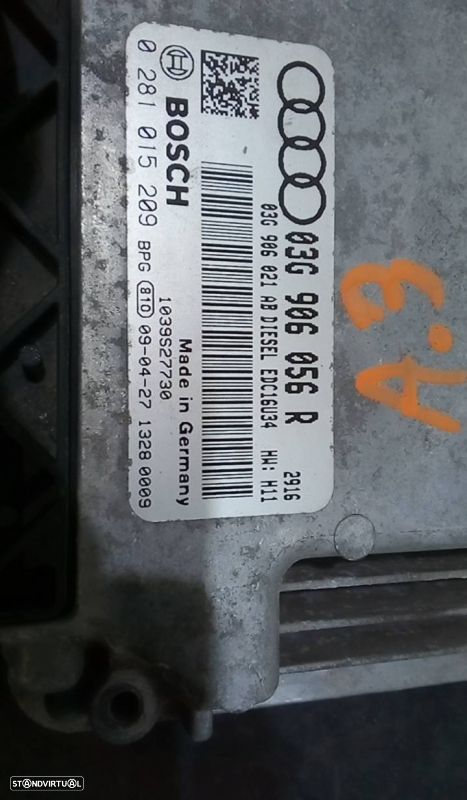 03G 906 056 R
2916
03G 906 021 AB DIESEL EDC16U34 HW: H11
Made in Germany
BOSCH
1039S27730
0 281 015 209 BPG 810 09-04-27 1328 0009
A.3
STANDVIRTUAL